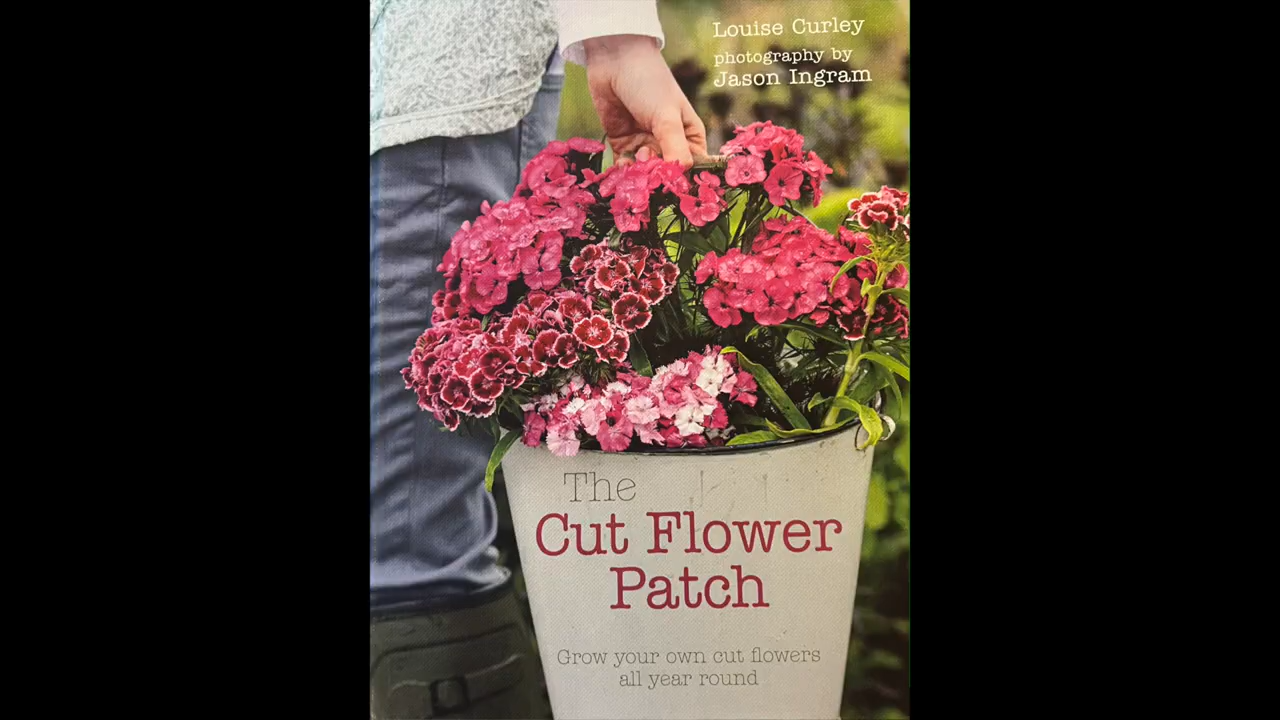 Louise Curley
photography by
Jason Ingram
The
Cut Flower
Patch
Grow your own cut flowers
all year round